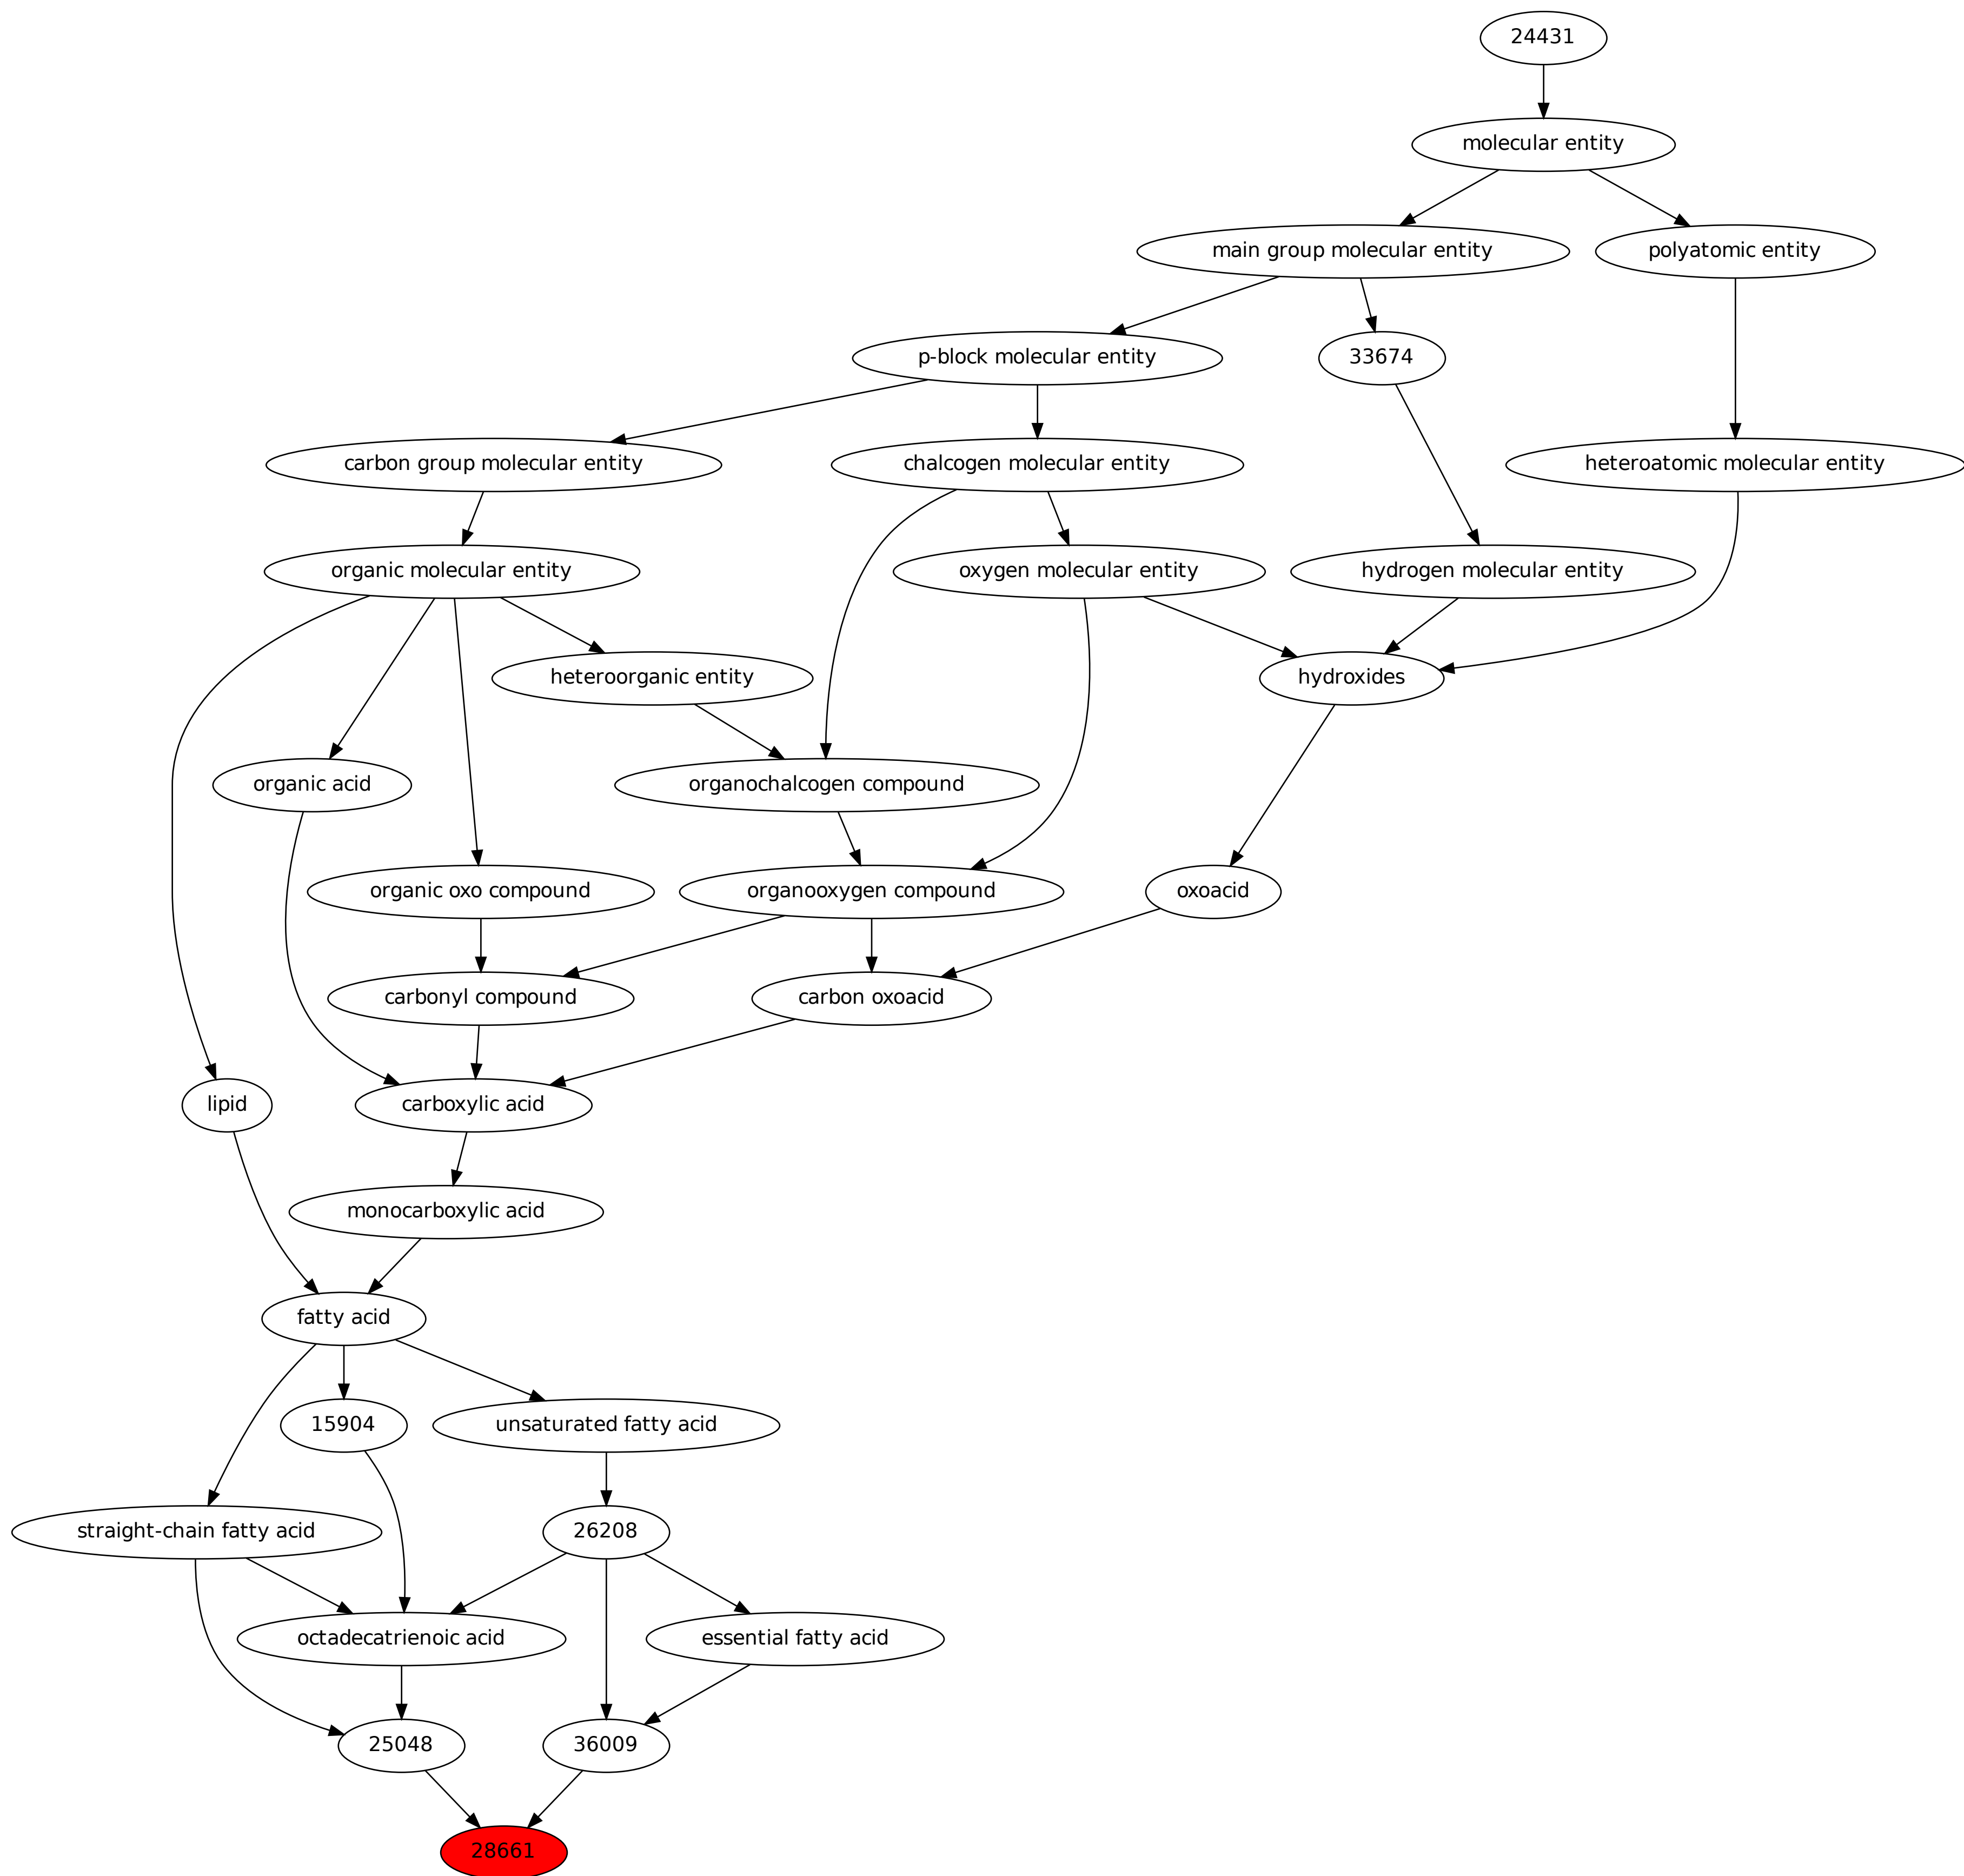 24431
molecular entity
main group molecular entity
polyatomic entity
p-block molecular entity
33674
carbon group molecular entity
chalcogen molecular entity
heteroatomic molecular entity
organic molecular entity
oxygen molecular entity
hydrogen molecular entity
heteroorganic entity
hydroxides
organic acid
organochalcogen compound
organic oxo compound
organooxygen compound
oxoacid
carbonyl compound
carbon oxoacid
lipid
carboxylic acid
monocarboxylic acid
fatty acid
15904
unsaturated fatty acid
straight-chain fatty acid
26208
octadecatrienoic acid
essential fatty acid
25048
36009
28661